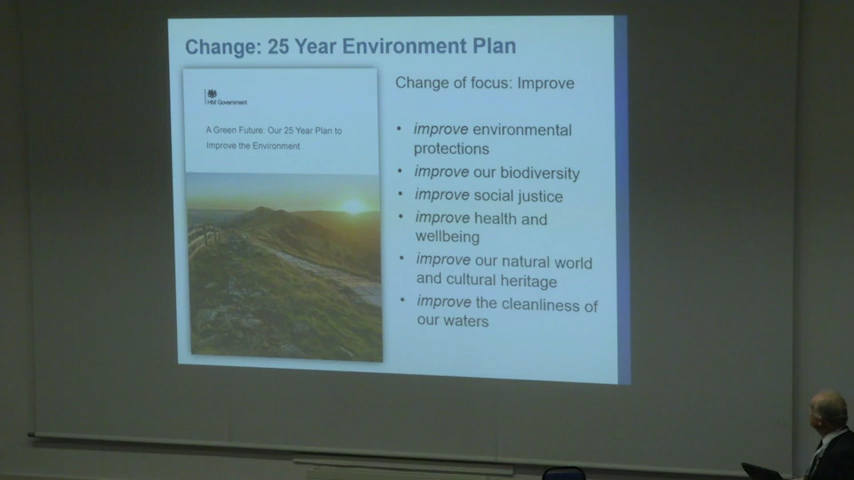 Change: 25 Year Environment Plan
HM Government
A Green Future: Our 25 Year Plan to
Improve the Environment
Change of focus: Improve
• improve environmental
protections
• improve our biodiversity
• improve social justice
• improve health and
wellbeing
• improve our natural world
and cultural heritage
• improve the cleanliness of
our waters